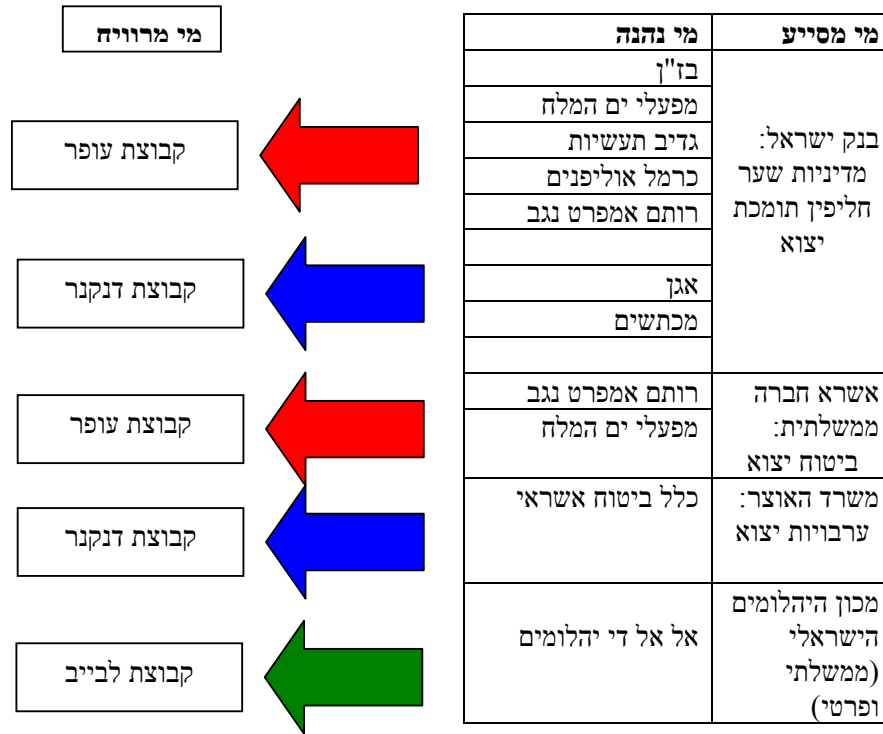 מי מסייע
מי נהנה
מי מרוויח
בנק ישראל:
מדיניות שער
חליפין תומכת
יצוא
בז"ן
מפעלי ים המלח
גדיב תעשיות
כרמל אוליפנים
רותם אמפרט נגב
אגן
מכתשים
קבוצת עופר
קבוצת דנקנר
אשרא חברה
ממשלתית:
ביטוח יצוא
רותם אמפרט נגב
מפעלי ים המלח
קבוצת עופר
משרד האוצר:
ערבויות יצוא
כלל ביטוח אשראי
קבוצת דנקנר
מכון היהלומים
הישראלי
(ממשלתי
ופרטי)
אל אל די יהלומים
קבוצת לבייב